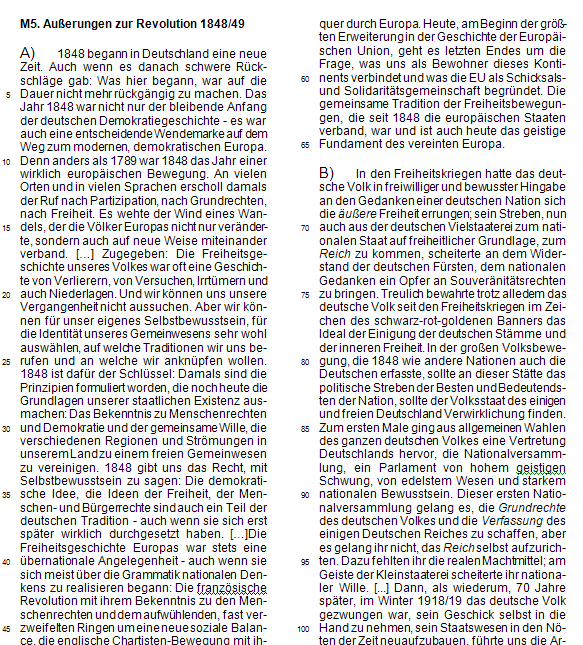 M5. Außerungen zur Revolution 1848/49
A) 1848 begann in Deutschland eine neue
Zeit. Auch wenn es danach schwere Rück-
schläge gab: Was hier begann, war auf die
5 Dauer nicht mehr rückgängig zu machen. Das
Jahr 1848 war nicht nur der bleibende Anfang
der deutschen Demokratiegeschichte - es war
auch eine entscheidende Wendemarke auf dem
Weg zum modernen, demokratischen Europa.
10 Denn anders als 1789 war 1848 das Jahr einer
wirklich europäischen Bewegung. An vielen
Orten und in vielen Sprachen erscholl damals
der Ruf nach Partizipation, nach Grundrechten,
nach Freiheit. Es wehte der Wind eines Wan-
15 dels, der die Völker Europas nicht nur veränder-
te, sondern auch auf neue Weise miteinander
verband. [...] Zugegeben: Die Freiheitsge-
schichte unseres Volkes war oft eine Geschich-
te von Verlierern, von Versuchen, Irrtümern und
20 auch Niederlagen. Und wir können uns unsere
Vergangenheit nicht aussuchen. Aber wir kön-
nen für unser eigenes Selbstbewusstsein, für
die Identität unseres Gemeinwesens sehr wohl
auswählen, auf welche Traditionen wir uns be-
25 rufen und an welche wir anknüpfen wollen.
1848 ist dafür der Schlüssel: Damals sind die
Prinzipien formuliert worden, die noch heute die
Grundlagen unserer staatlichen Existenz aus-
machen: Das Bekenntnis zu Menschenrechten
30 und Demokratie und der gemeinsame Wille, die
verschiedenen Regionen und Strömungen in
unserem Land zu einem freien Gemeinwesen
zu vereinigen. 1848 gibt uns das Recht, mit
Selbstbewusstsein zu sagen: Die demokrati-
35 sche Idee, die Ideen der Freiheit, der Men-
schen- und Bürgerrechte sind auch ein Teil der
deutschen Tradition - auch wenn sie sich erst
später wirklich durchgesetzt haben. [...]Die
Freiheitsgeschichte Europas war stets eine
40 übernationale Angelegenheit - auch wenn sie
sich meist über die Grammatik nationalen Den-
kens zu realisieren begann: Die französische
Revolution mit ihrem Bekenntnis zu den Men-
schenrechten und dem aufwühlenden, fast ver-
45 zweifelten Ringen um eine neue soziale Balan-
ce, die englische Chartisten-Bewegung mit ih-
quer durch Europa. Heute, am Beginn der größ-
ten Erweiterung in der Geschichte der Europäi-
schen Union, geht es letzten Endes um die
Frage, was uns als Bewohner dieses Konti-
60 nents verbindet und was die EU als Schicksals-
und Solidaritätsgemeinschaft begründet. Die
gemeinsame Tradition der Freiheitsbewegun-
gen, die seit 1848 die europäischen Staaten
verband, war und ist auch heute das geistige
65 Fundament des vereinten Europa.
B) In den Freiheitskriegen hatte das deut-
sche Volk in freiwilliger und bewusster Hingabe
an den Gedanken einer deutschen Nation sich
die äußere Freiheit errungen; sein Streben, nun
70 auch aus der deutschen Vielstaaterei zum nati-
onalen Staat auf freiheitlicher Grundlage, zum
Reich zu kommen, scheiterte an dem Wider-
stand der deutschen Fürsten, dem nationalen
Gedanken ein Opfer an Souveränitätsrechten
75 zu bringen. Treulich bewahrte trotz alledem das
deutsche Volk seit den Freiheitskriegen im Zei-
chen des schwarz-rot-goldenen Banners das
Ideal der Einigung der deutschen Stämme und
der inneren Freiheit. In der großen Volksbewe-
80 gung, die 1848 wie andere Nationen auch die
Deutschen erfasste, sollte an dieser Stätte das
politische Streben der Besten und Bedeutends-
ten der Nation, sollte der Volksstaat des einigen
und freien Deutschland Verwirklichung finden.
85 Zum ersten Male ging aus allgemeinen Wahlen
des ganzen deutschen Volkes eine Vertretung
Deutschlands hervor, die Nationalversamm-
lung, ein Parlament von hohem geistigen
Schwung, von edelstem Wesen und starkem
90 nationalen Bewusstsein. Dieser ersten Natio-
nalversammlung gelang es, die Grundrechte
des deutschen Volkes und die Verfassung des
einigen Deutschen Reiches zu schaffen, aber
es gelang ihr nicht, das Reich selbst aufzurich-
95 ten. Dazu fehlten ihr die realen Machtmittel; am
Geiste der Kleinstaaterei scheiterte ihr nationa-
ler Wille. [...] Dann, als wiederum, 70 Jahre
später, im Winter 1918/19 das deutsche Volk
gezwungen war, sein Geschick selbst in die
100 Hand zu nehmen, sein Staatswesen in den Nö-
ten der Zeit neu aufzubauen, führte uns die Ar-